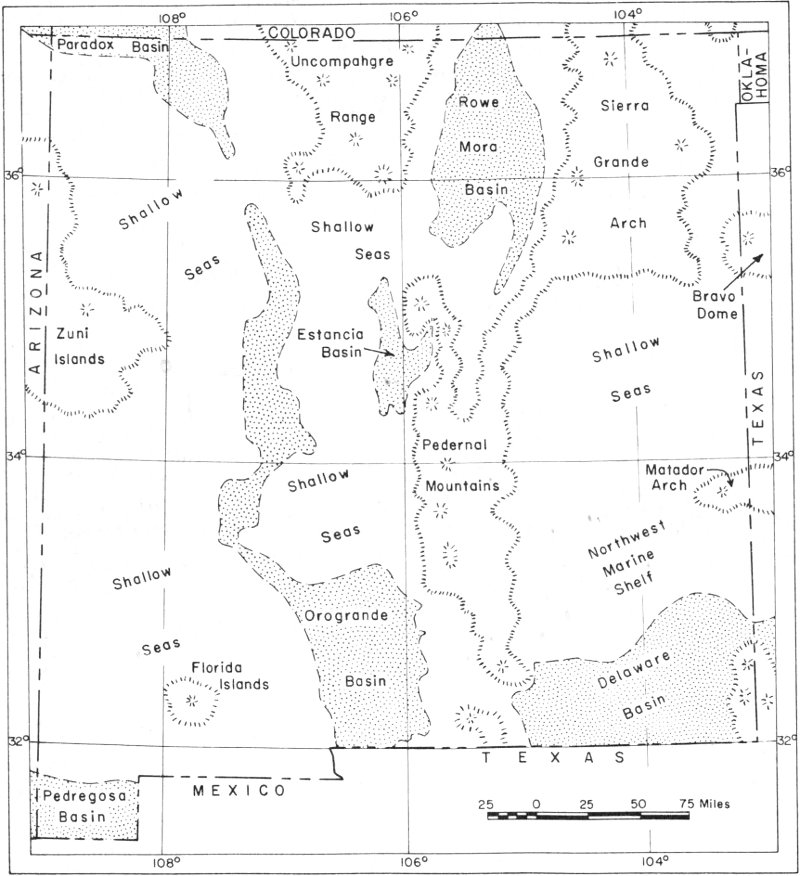 108° 106° 104°
COLORADO
Paradox Basin
Uncompahgre
Range
Rowe
Mora
Basin
Sierra
Grande
Arch
OKLA-
HOMA
36° 36°
Shallow
Seas
Shallow
Seas
Bravo
Dome
ARIZONA
Zuni
Islands
Estancia
Basin
Shallow
Seas
TEXAS
34° 34°
Pedernal
Mountains
Matador
Arch
Shallow
Seas
Northwest
Marine
Shelf
Shallow
Seas
Orogrande
Basin
Florida
Islands
Delaware
Basin
32° 32°
TEXAS
MEXICO
Pedregosa
Basin
25 0 25 50 75 Miles
108° 106° 104°